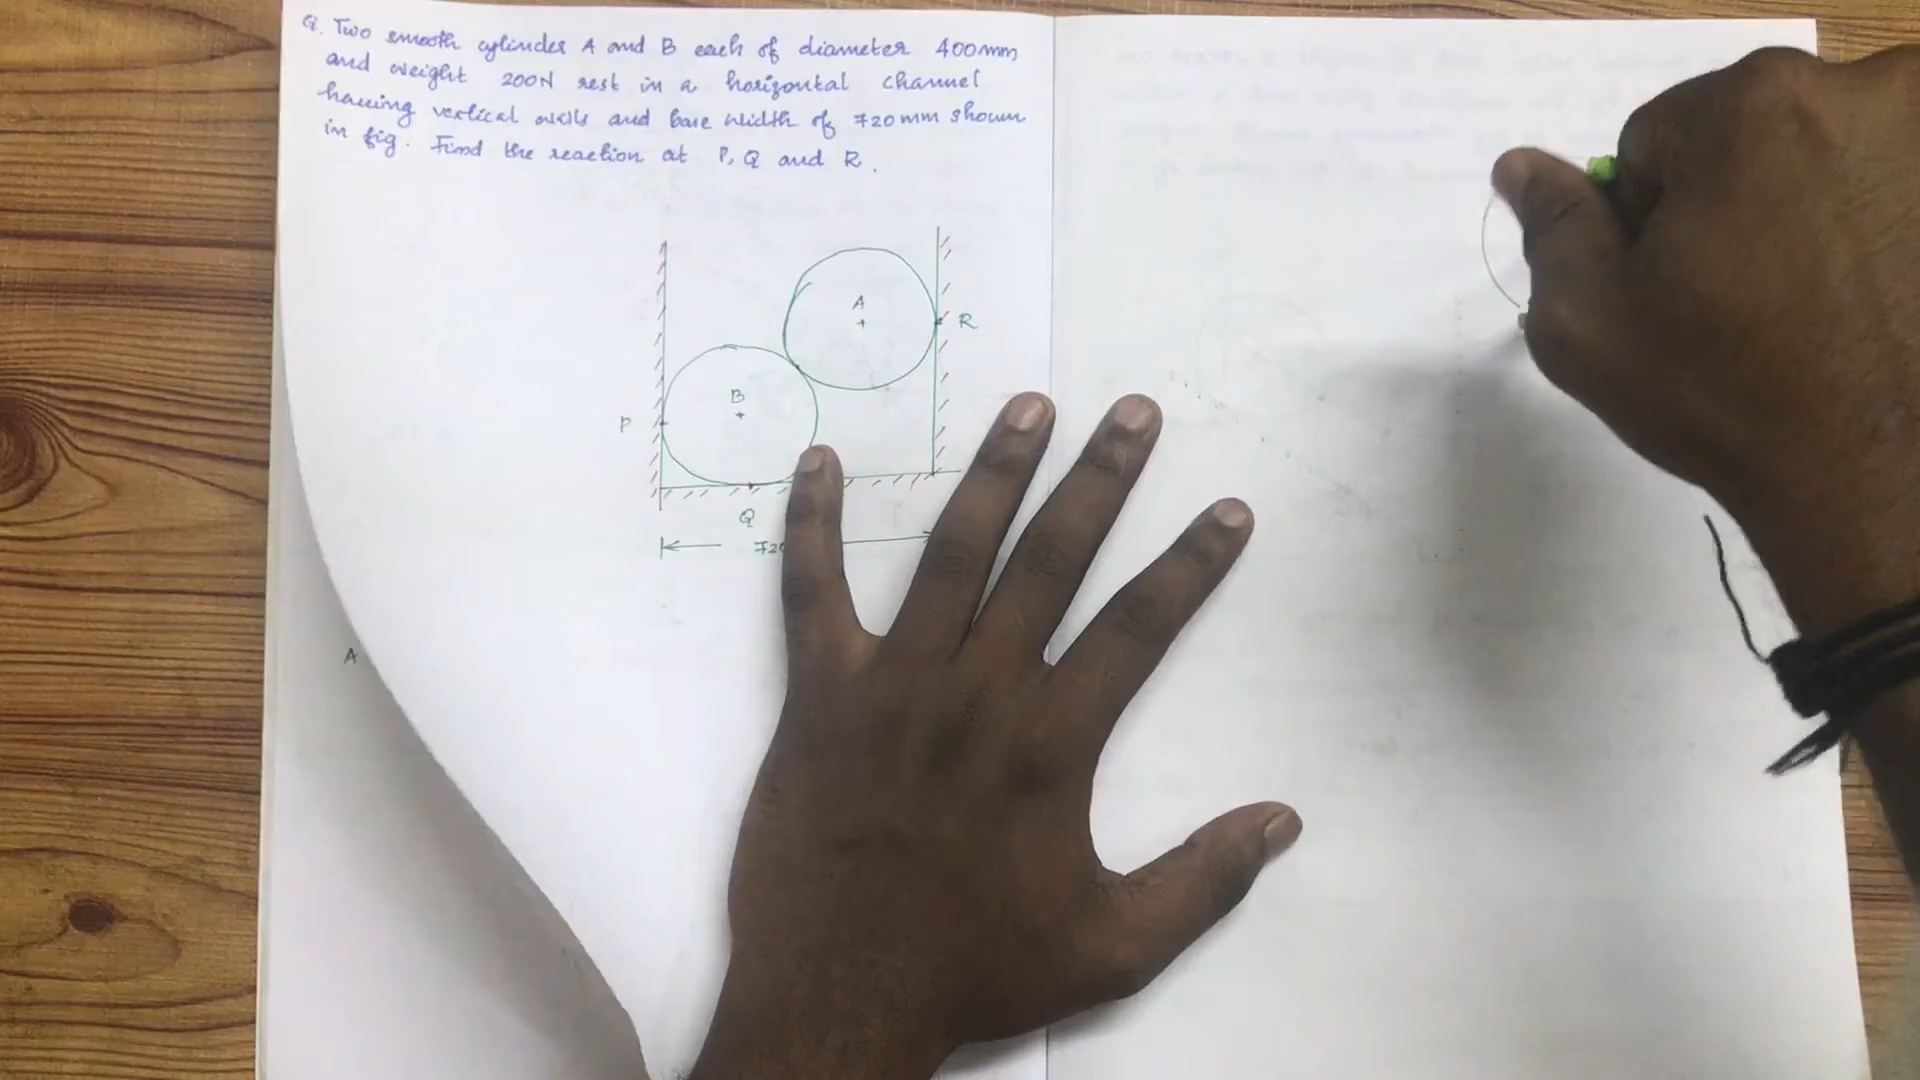 Q. Two smooth cylinder A and B each of diameter 400mm
and weight 200N rest in a horizontal channel
having vertical walls and base width of 720mm shown
in fig. Find the reaction at P, Q and R.
A
R
B
P
Q
720
A